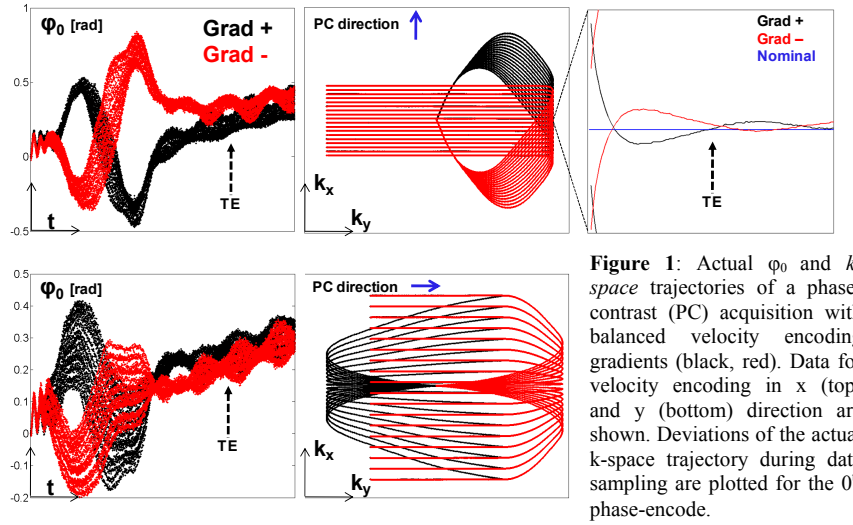 φ₀ [rad]
Grad +
Grad -
1
0.5
0
-0.5
t
TE
PC direction
kx
ky
Grad +
Grad –
Nominal
TE
φ₀ [rad]
0.5
0.4
0.3
0.2
0.1
0
-0.1
-0.2
t
TE
PC direction
kx
ky
Figure 1: Actual φ₀ and k
space trajectories of a phase
contrast (PC) acquisition with
balanced velocity encoding
gradients (black, red). Data fo
velocity encoding in x (top
and y (bottom) direction ar
shown. Deviations of the actua
k-space trajectory during dat
sampling are plotted for the 0
phase-encode.